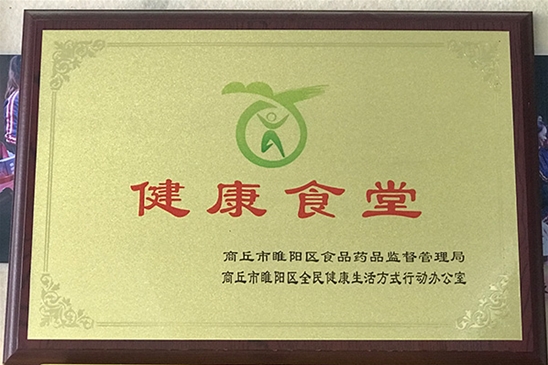 健康食堂
商丘市睢阳区食品药品监督管理局
商丘市睢阳区全民健康生活方式行动办公室